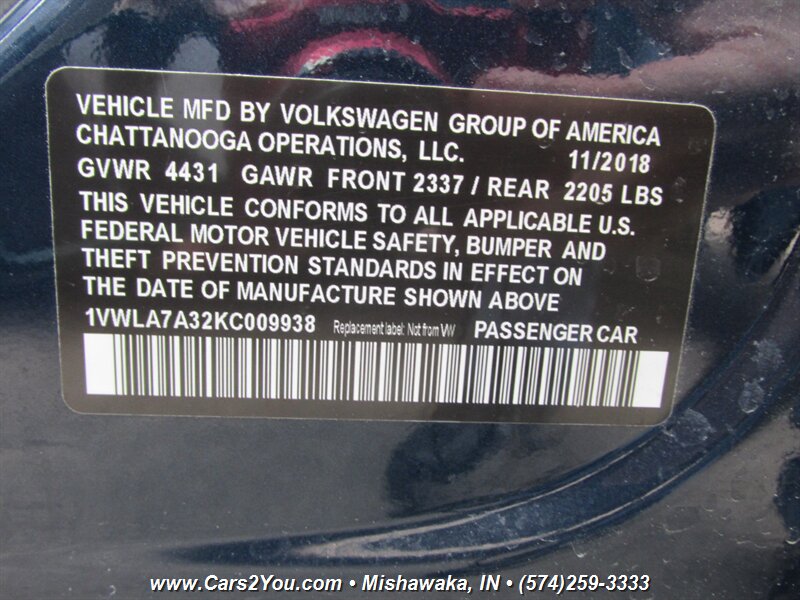 VEHICLE MFD BY VOLKSWAGEN GROUP OF AMERICA
CHATTANOOGA OPERATIONS, LLC. 11/2018
GVWR 4431 GAWR FRONT 2337 / REAR 2205 LBS
THIS VEHICLE CONFORMS TO ALL APPLICABLE U.S.
FEDERAL MOTOR VEHICLE SAFETY, BUMPER AND
THEFT PREVENTION STANDARDS IN EFFECT ON
THE DATE OF MANUFACTURE SHOWN ABOVE
1VWLA7A32KC009938 Replacement label: Not from VW PASSENGER CAR
www.Cars2You.com • Mishawaka, IN • (574)259-3333